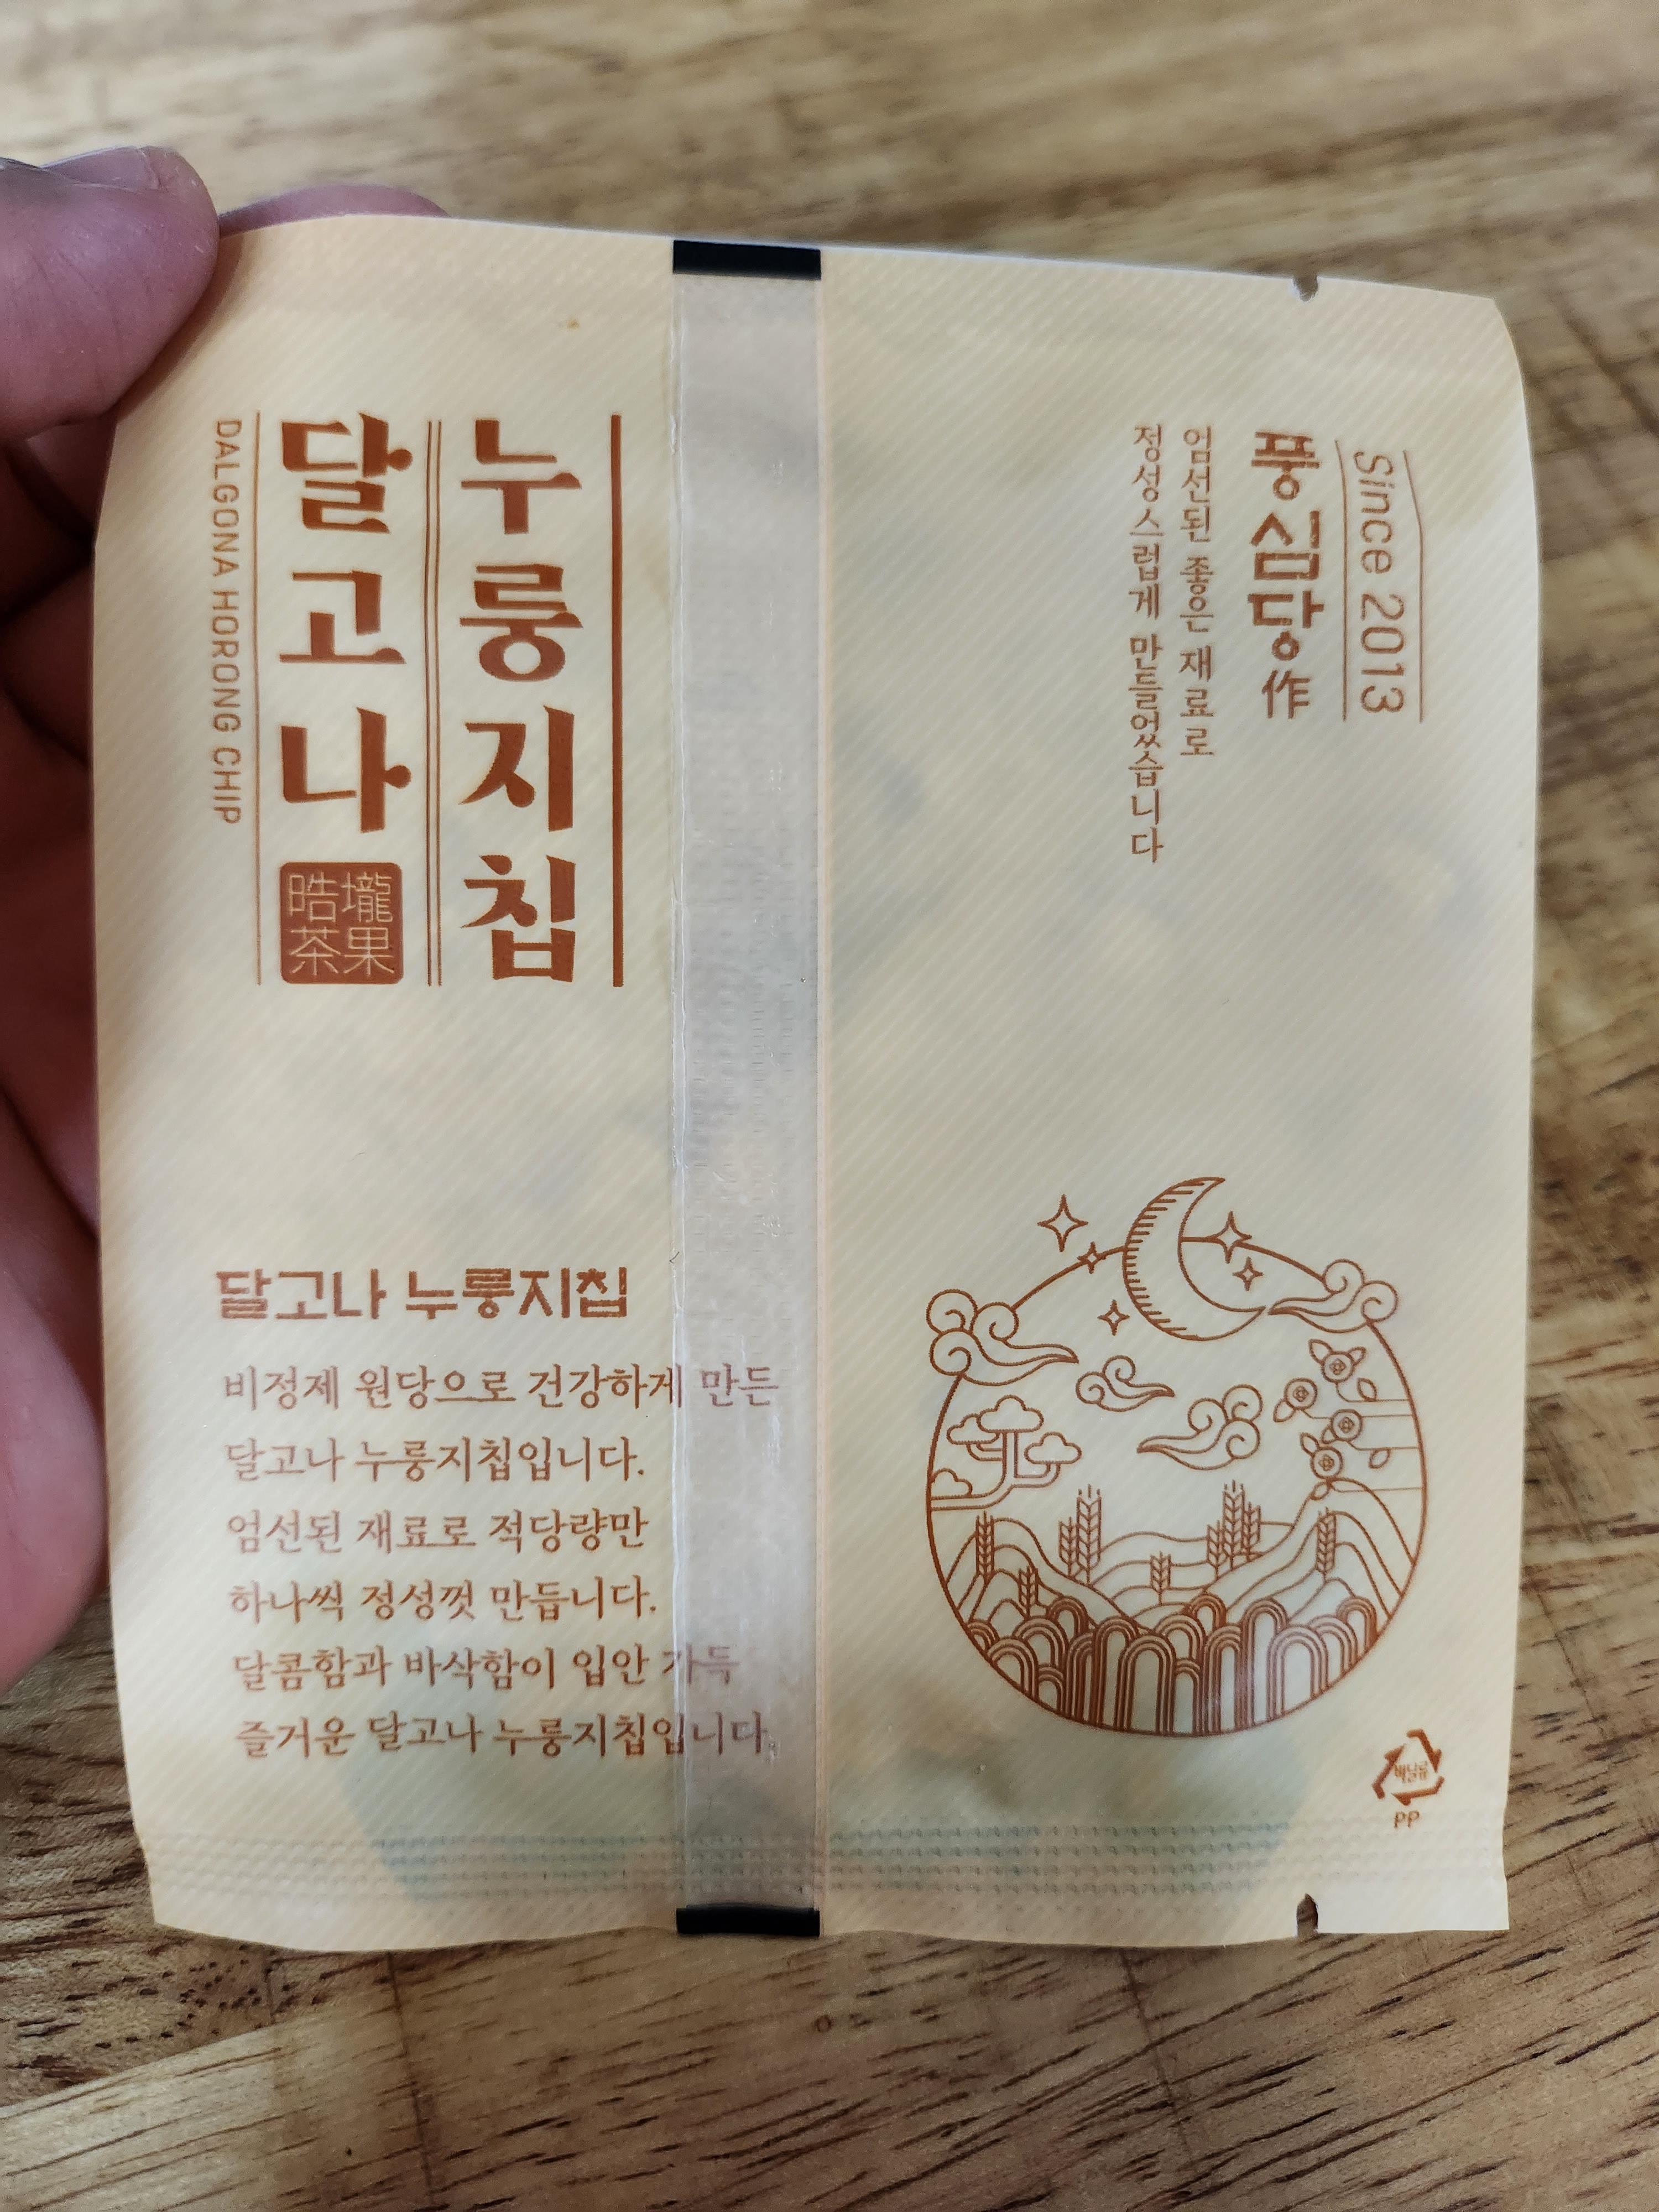 누룽지칩
달고나
晧壠
茶果
DALGONA HORONG CHIP
Since 2013
풍심당 作
엄선된 좋은 재료로
정성스럽게 만들었습니다
달고나 누룽지칩
비정제 원당으로 건강하게 만든
달고나 누룽지칩입니다.
엄선된 재료로 적당량만
하나씩 정성껏 만듭니다.
달콤함과 바삭함이 입안 가득
즐거운 달고나 누룽지칩입니다.
비닐류
PP